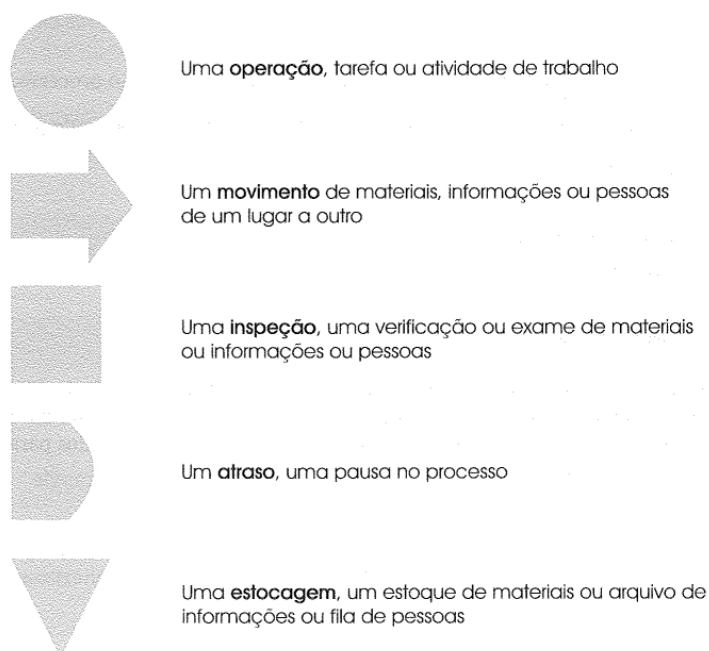 Uma operação, tarefa ou atividade de trabalho
Um movimento de materiais, informações ou pessoas
de um lugar a outro
Uma inspeção, uma verificação ou exame de materiais
ou informações ou pessoas
Um atraso, uma pausa no processo
Uma estocagem, um estoque de materiais ou arquivo de
informações ou fila de pessoas